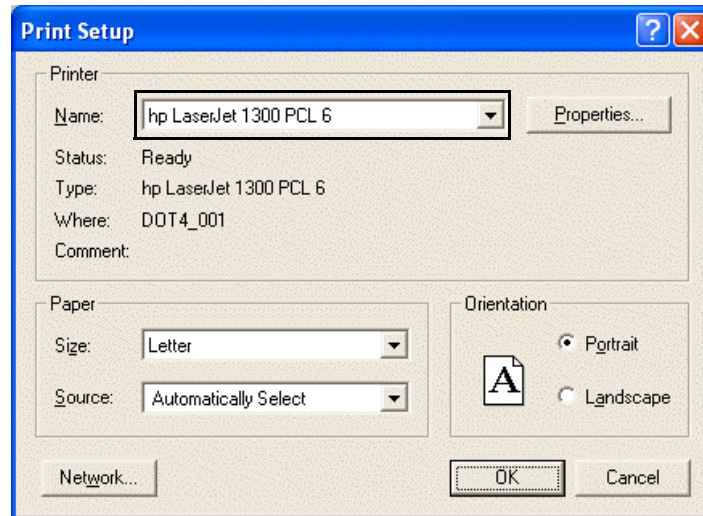 Print Setup
Printer
Name: hp LaserJet 1300 PCL 6 Properties...
Status: Ready
Type: hp LaserJet 1300 PCL 6
Where: DOT4_001
Comment:
Paper
Size: Letter
Source: Automatically Select
Orientation
A
Portrait
Landscape
Network... OK Cancel